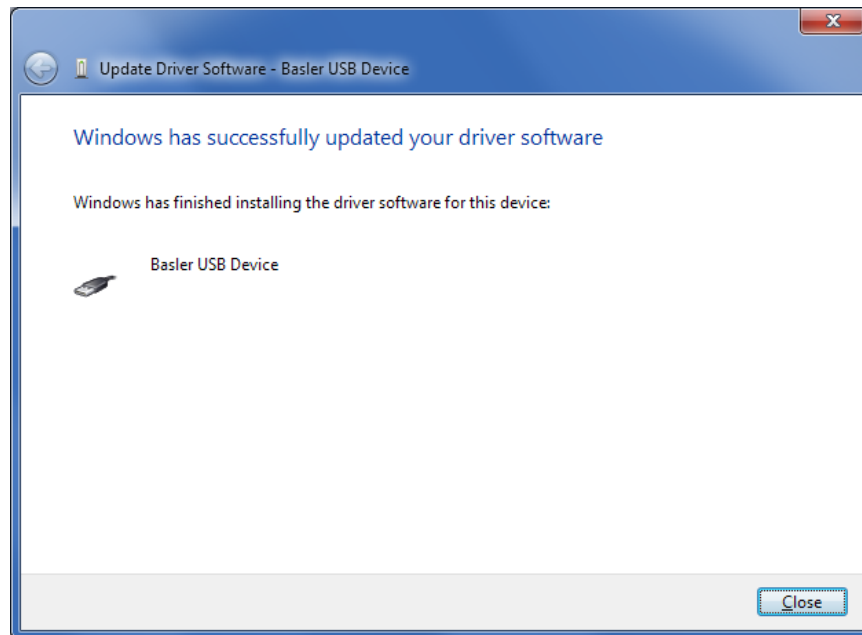 Update Driver Software - Basler USB Device
Windows has successfully updated your driver software
Windows has finished installing the driver software for this device:
Basler USB Device
Close